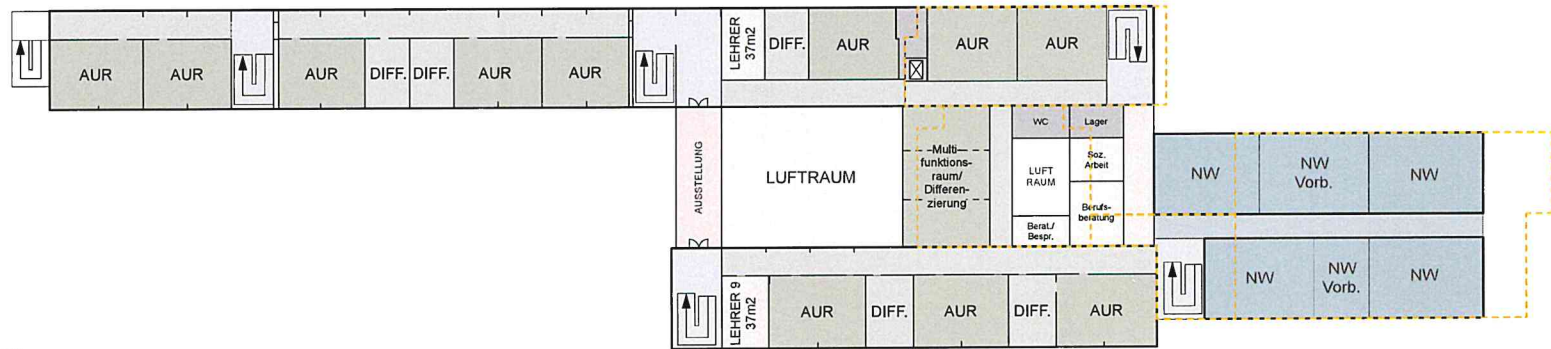 LEHRER
37m2
DIFF.
AUR
AUR
AUR
AUR
AUR
AUR
DIFF.
DIFF.
AUR
AUR
AUSSTELLUNG
LUFTRAUM
Multi-
funktions-
raum/
Differen-
zierung
WC
Lager
LUFT
RAUM
Soz.
Arbeit
Berufs-
beratung
Berat./
Bespr.
NW
NW
Vorb.
NW
NW
NW
Vorb.
NW
LEHRER 9
37m2
AUR
DIFF.
AUR
DIFF.
AUR